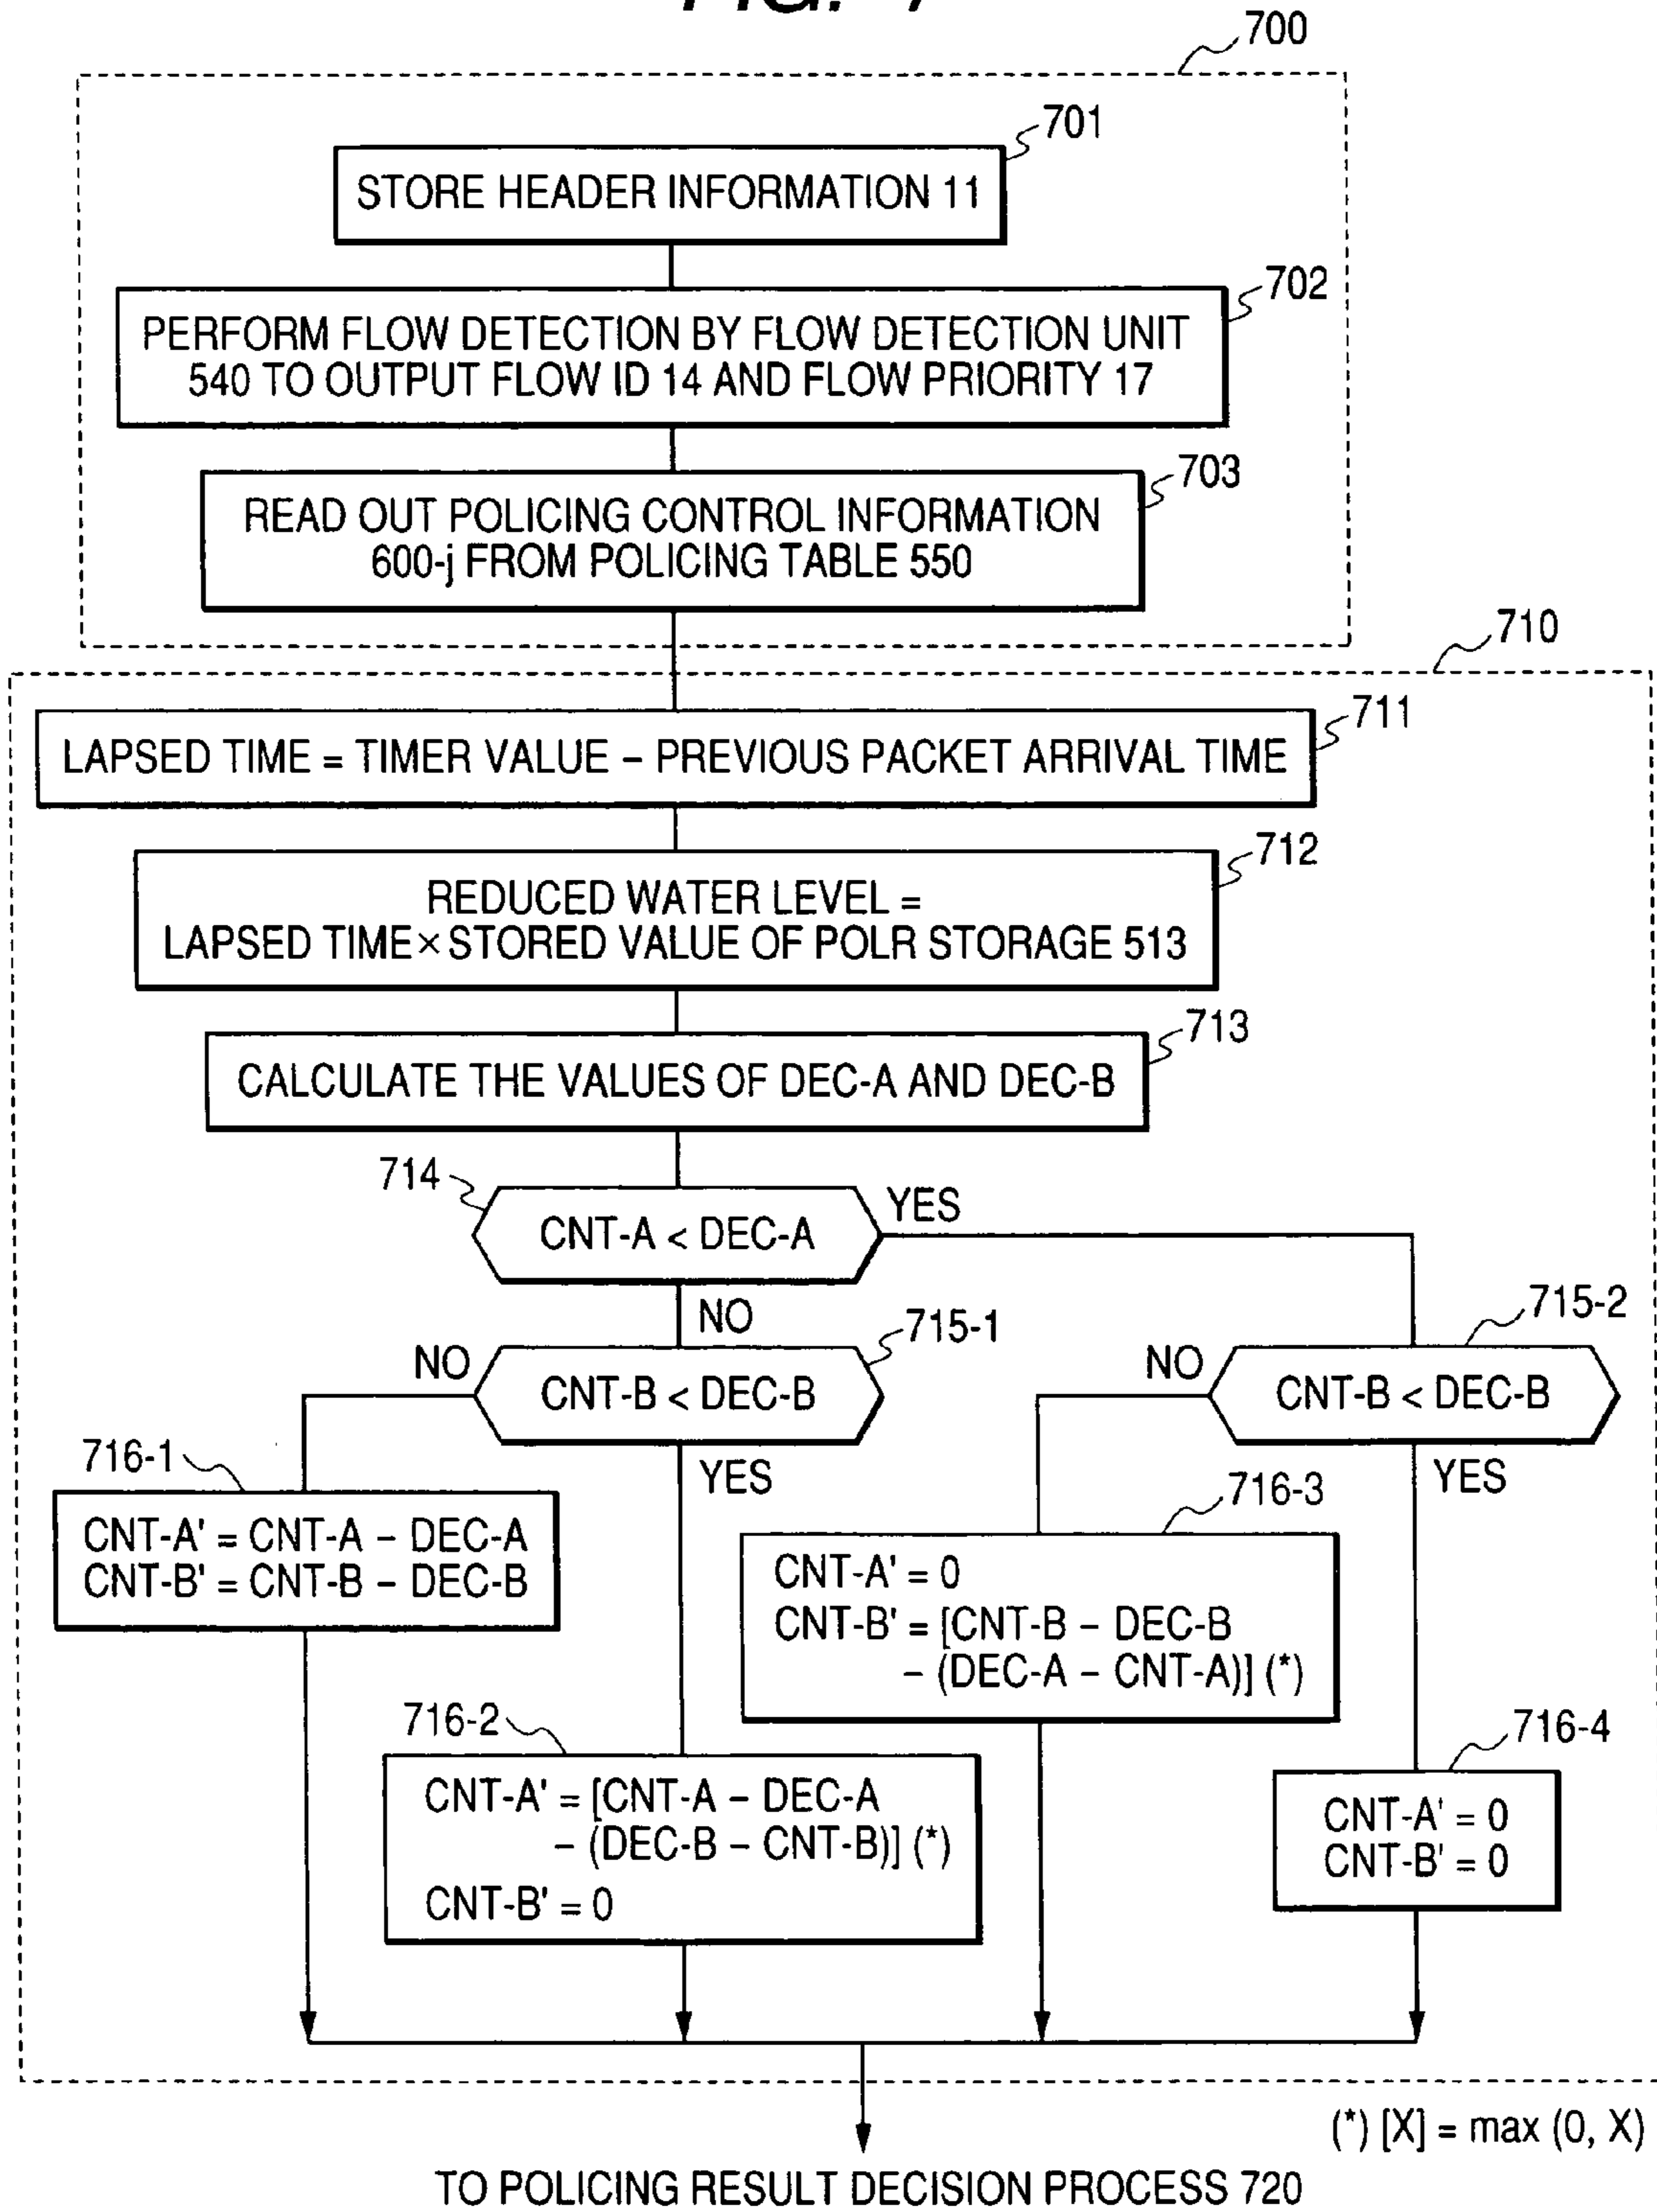 700
701
STORE HEADER INFORMATION 11
702
PERFORM FLOW DETECTION BY FLOW DETECTION UNIT
540 TO OUTPUT FLOW ID 14 AND FLOW PRIORITY 17
703
READ OUT POLICING CONTROL INFORMATION
600-j FROM POLICING TABLE 550
710
711
LAPSED TIME = TIMER VALUE – PREVIOUS PACKET ARRIVAL TIME
712
REDUCED WATER LEVEL =
LAPSED TIME × STORED VALUE OF POLR STORAGE 513
713
CALCULATE THE VALUES OF DEC-A AND DEC-B
714
CNT-A < DEC-A
YES
NO
715-1
715-2
NO
CNT-B < DEC-B
NO
CNT-B < DEC-B
YES
YES
716-1
CNT-A' = CNT-A – DEC-A
CNT-B' = CNT-B – DEC-B
716-3
CNT-A' = 0
CNT-B' = [CNT-B – DEC-B
– (DEC-A – CNT-A)] (*)
716-2
CNT-A' = [CNT-A – DEC-A
– (DEC-B – CNT-B)] (*)
CNT-B' = 0
716-4
CNT-A' = 0
CNT-B' = 0
(*) [X] = max (0, X)
TO POLICING RESULT DECISION PROCESS 720